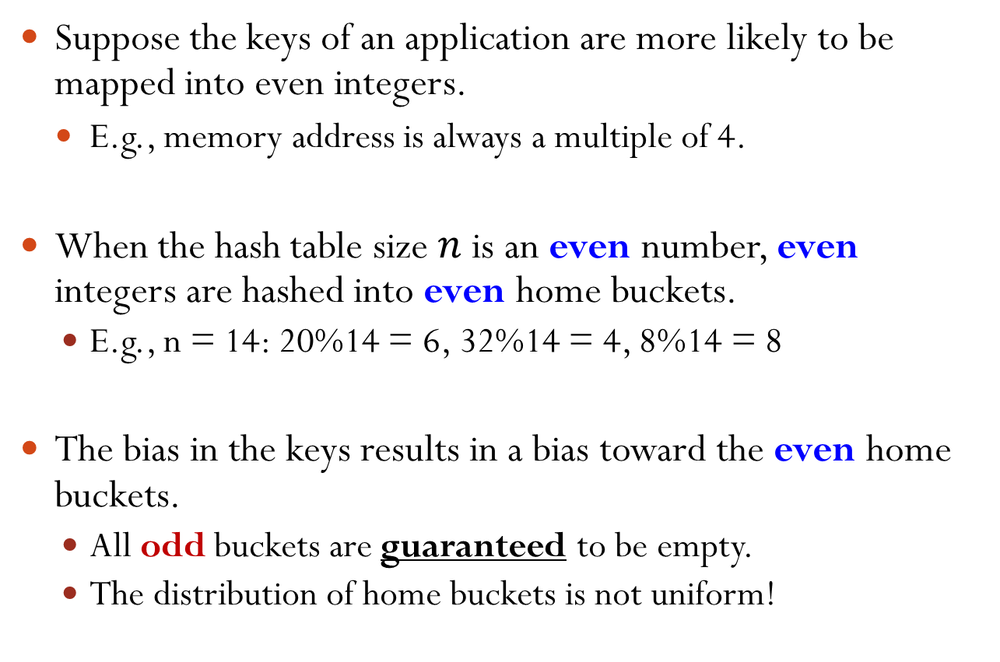 • Suppose the keys of an application are more likely to be
mapped into even integers.
• E.g., memory address is always a multiple of 4.
• When the hash table size 𝑛 is an even number, even
integers are hashed into even home buckets.
• E.g., n = 14: 20%14 = 6, 32%14 = 4, 8%14 = 8
• The bias in the keys results in a bias toward the even home
buckets.
• All odd buckets are guaranteed to be empty.
• The distribution of home buckets is not uniform!